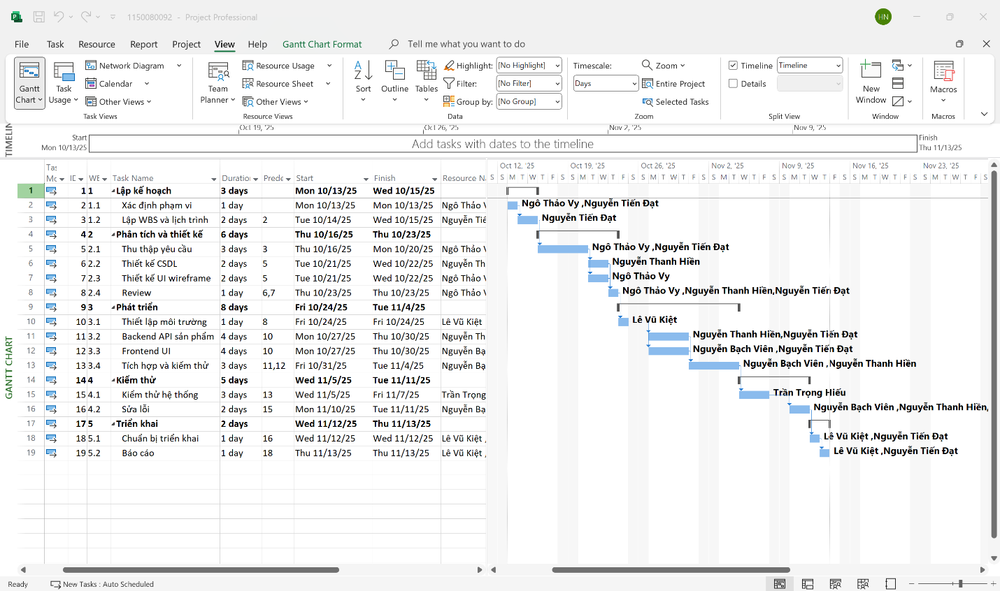 1150080092 - Project Professional
HN
File Task Resource Report Project View Help Gantt Chart Format Tell me what you want to do
Gantt Chart
Task Usage
Network Diagram
Calendar
Other Views
Task Views
Team Planner
Resource Usage
Resource Sheet
Other Views
Resource Views
Sort
Outline
Tables
Highlight: [No Highlight]
Filter: [No Filter]
Group by: [No Group]
Data
Timescale:
Days
Zoom
Entire Project
Selected Tasks
Zoom
Timeline Timeline
Details
Split View
New Window
Window
Macros
Macros
TIMELINE
Oct 19, '25 Oct 26, '25 Nov 2, '25 Nov 9, '25
Start
Mon 10/13/25
Add tasks with dates to the timeline
Finish
Thu 11/13/25
GANTT CHART
ID Task Name Start Finish
1 1 1 Lập kế hoạch 3 days Mon 10/13/25 Wed 10/15/25
2 2 1.1 Xác định phạm vi 1 day Mon 10/13/25 Mon 10/13/25 Ngô Thảo V
3 3 1.2 Lập WBS và lịch trình 2 days 2 Tue 10/14/25 Wed 10/15/25 Nguyễn Tiế
4 4 2 Phân tích và thiết kế 6 days Thu 10/16/25 Thu 10/23/25
5 5 2.1 Thu thập yêu cầu 3 days 3 Thu 10/16/25 Mon 10/20/25 Ngô Thảo V
6 6 2.2 Thiết kế CSDL 2 days 5 Tue 10/21/25 Wed 10/22/25 Nguyễn Th
7 7 2.3 Thiết kế UI wireframe 2 days 5 Tue 10/21/25 Wed 10/22/25 Ngô Thảo V
8 8 2.4 Review 1 day 6,7 Thu 10/23/25 Thu 10/23/25 Ngô Thảo V
9 9 3 Phát triển 8 days Fri 10/24/25 Tue 11/4/25
10 10 3.1 Thiết lập môi trường 1 day 8 Fri 10/24/25 Fri 10/24/25 Lê Vũ Kiệt
11 11 3.2 Backend API sản phẩm 4 days 10 Mon 10/27/25 Thu 10/30/25 Nguyễn Th
12 12 3.3 Frontend UI 4 days 10 Mon 10/27/25 Thu 10/30/25 Nguyễn Bạ
13 13 3.4 Tích hợp và kiểm thử 3 days 11,12 Fri 10/31/25 Tue 11/4/25 Nguyễn Bạ
14 14 4 Kiểm thử 5 days Wed 11/5/25 Tue 11/11/25
15 15 4.1 Kiểm thử hệ thống 3 days 13 Wed 11/5/25 Fri 11/7/25 Trần Trọng
16 16 4.2 Sửa lỗi 2 days 15 Mon 11/10/25 Tue 11/11/25 Nguyễn Bạ
17 17 5 Triển khai 2 days Wed 11/12/25 Thu 11/13/25
18 18 5.1 Chuẩn bị triển khai 1 day 16 Wed 11/12/25 Wed 11/12/25 Lê Vũ Kiệt ,
19 19 5.2 Báo cáo 1 day 18 Thu 11/13/25 Thu 11/13/25 Lê Vũ Kiệt ,
Oct 12, '25 Oct 19, '25 Oct 26, '25 Nov 2, '25 Nov 9, '25 Nov 16, '25 Nov 23, '25
S S M T W T F S S M T W T F S S M T W T F S S M T W T F S S M T W T F S S M T W T F S S M T W T F S
Ngô Thảo Vy ,Nguyễn Tiến Đạt
Nguyễn Tiến Đạt
Ngô Thảo Vy ,Nguyễn Tiến Đạt
Nguyễn Thanh Hiền
Ngô Thảo Vy
Ngô Thảo Vy ,Nguyễn Thanh Hiền,Nguyễn Tiến Đạt
Lê Vũ Kiệt
Nguyễn Thanh Hiền,Nguyễn Tiến Đạt
Nguyễn Bạch Viên ,Nguyễn Tiến Đạt
Nguyễn Bạch Viên ,Nguyễn Thanh Hiền
Trần Trọng Hiếu
Nguyễn Bạch Viên ,Nguyễn Thanh Hiền,
Lê Vũ Kiệt ,Nguyễn Tiến Đạt
Lê Vũ Kiệt ,Nguyễn Tiến Đạt
Ready New Tasks : Auto Scheduled